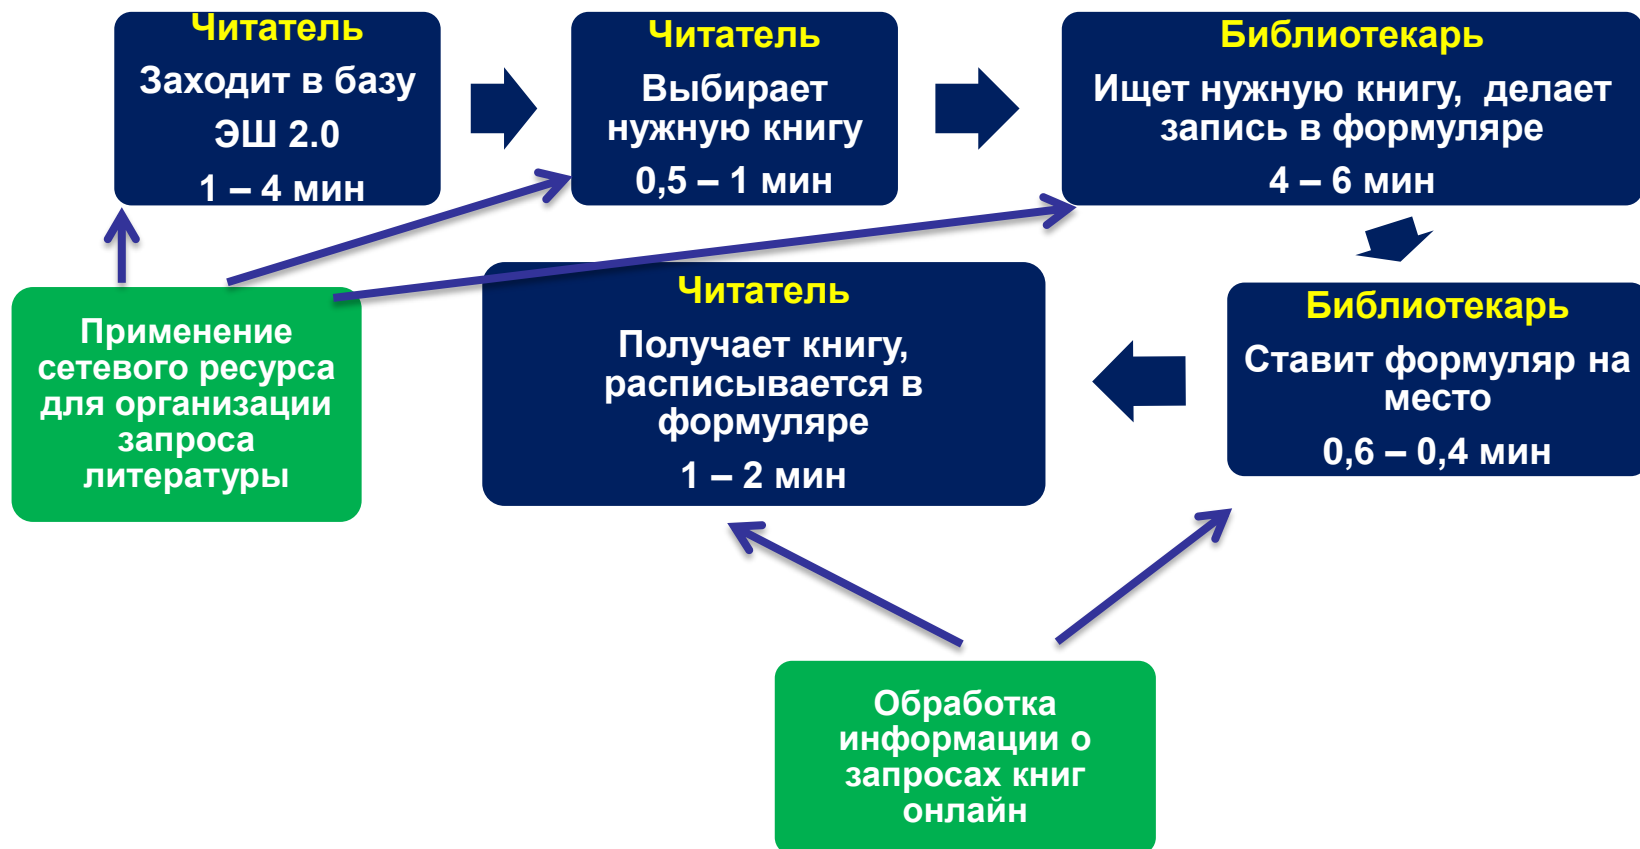 Читатель
Заходит в базу
ЭШ 2.0
1 – 4 мин
Читатель
Выбирает
нужную книгу
0,5 – 1 мин
Библиотекарь
Ищет нужную книгу,  делает
запись в формуляре
4 – 6 мин
Применение
сетевого ресурса
для организации
запроса
литературы
Читатель
Получает книгу,
расписывается в
формуляре
1 – 2 мин
Библиотекарь
Ставит формуляр на
место
0,6 – 0,4 мин
Обработка
информации о
запросах книг
онлайн